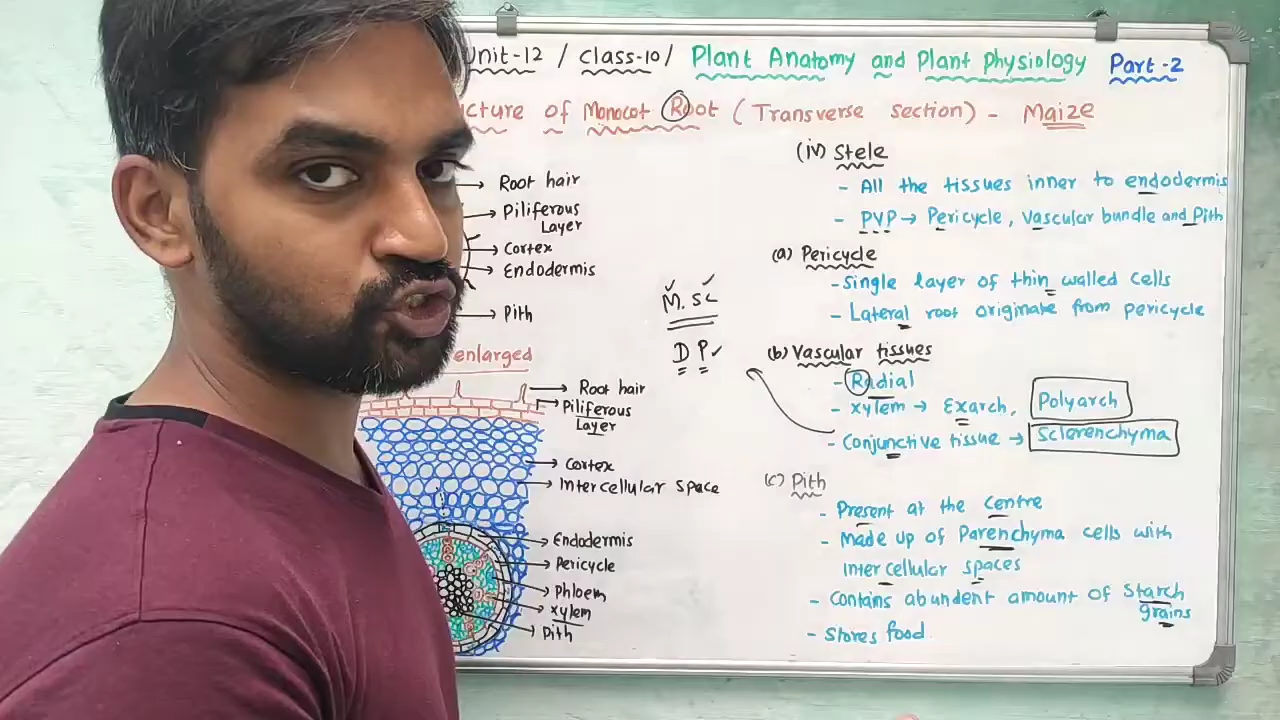 Unit-12 / Class-10 / Plant Anatomy and Plant Physiology Part-2
cture of Monocot Root (Transverse section) - Maize
Root hair
Piliferous
Layer
Cortex
Endodermis
Pith
enlarged
Root hair
Piliferous
Layer
Cortex
Intercellular space
Endodermis
Pericycle
Phloem
Xylem
Pith
M. SC
D P
(iv) Stele
- All the tissues inner to endodermis
- PVP → Pericycle, Vascular bundle and Pith
(a) Pericycle
- Single layer of thin walled cells
- Lateral root originate from pericycle
(b) Vascular tissues
- Radial
- Xylem → Exarch, Polyarch
- Conjunctive tissue → Sclerenchyma
(c) Pith
- Present at the centre
- Made up of Parenchyma cells with
Intercellular spaces
- Contains abundent amount of Starch
grains
- Stores food.